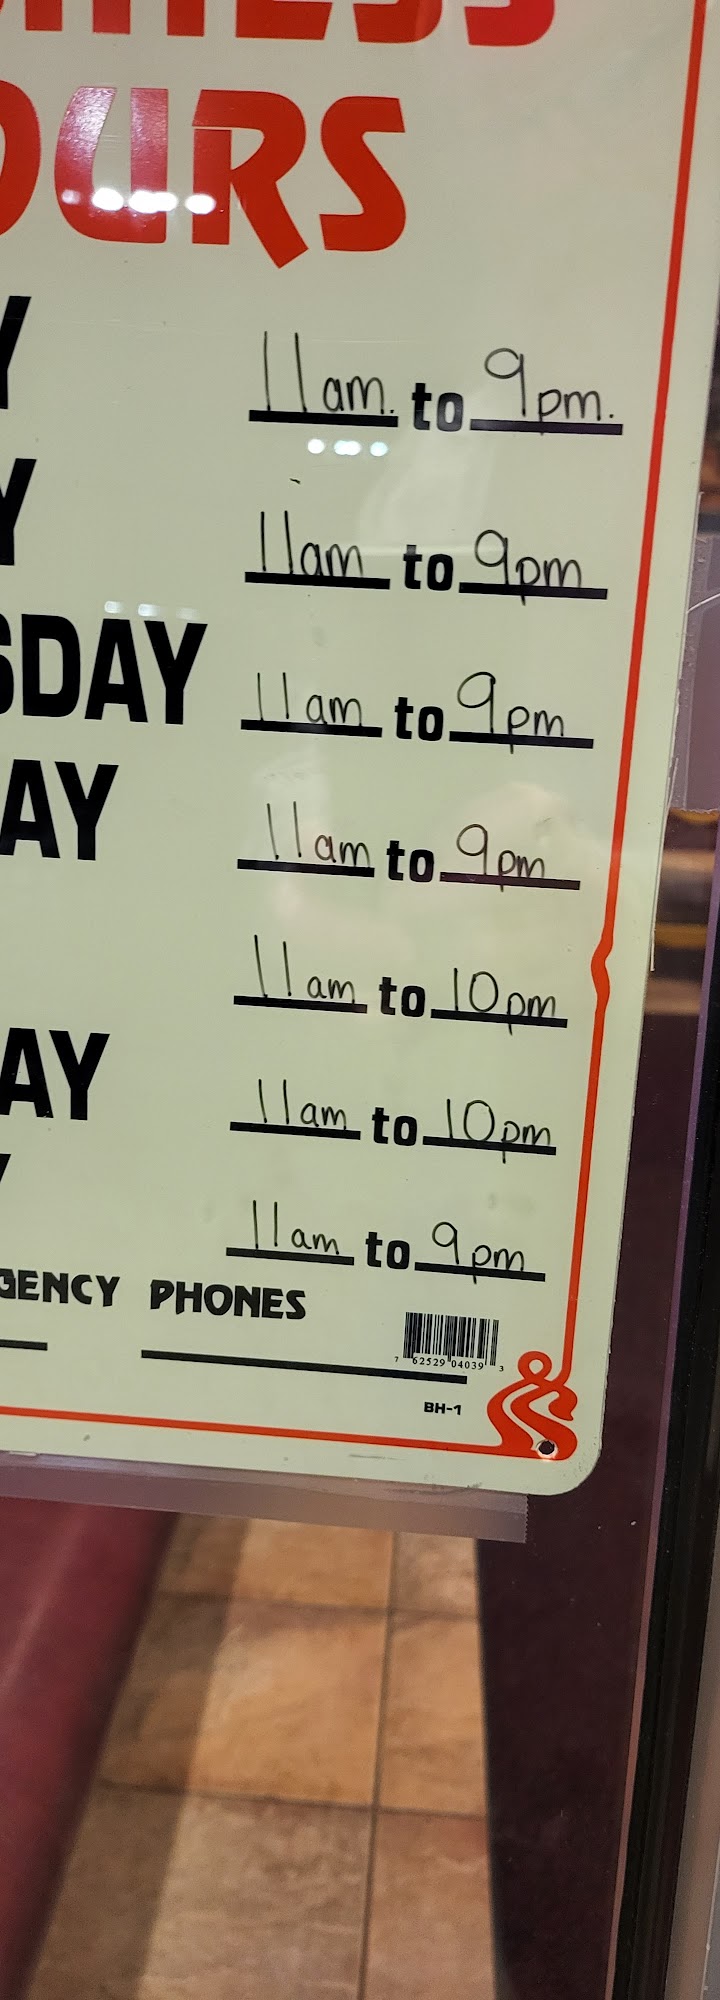 OURS
11am. to 9pm.
11am to 9pm
SDAY 11am to 9pm
AY 11am to 9pm
11am to 10pm
AY 11am to 10pm
11am to 9pm
GENCY PHONES
7 62529 04039 3
BH-1